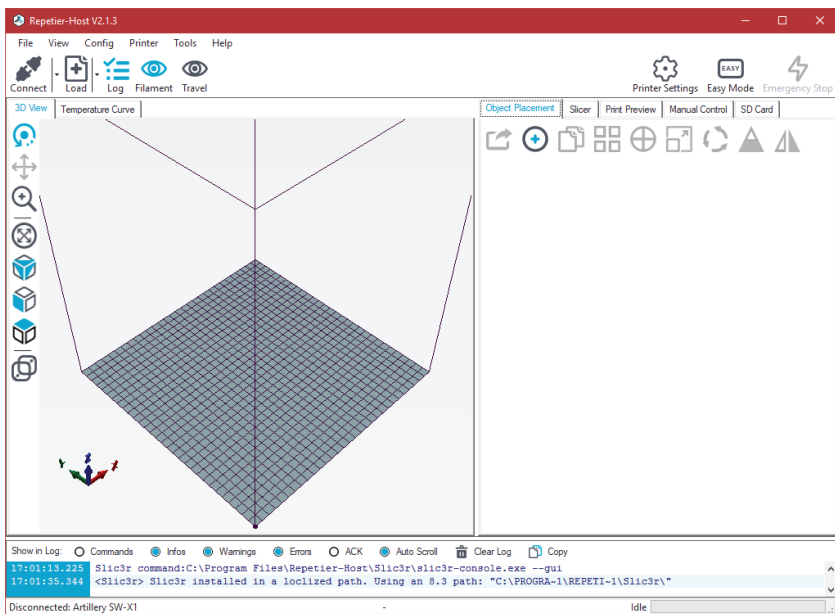 Repetier-Host V2.1.3
File View Config Printer Tools Help
Connect Load Log Filament Travel Printer Settings Easy Mode Emergency Stop
EASY
3D View Temperature Curve Object Placement Slicer Print Preview Manual Control SD Card
Show in Log: Commands Infos Warnings Errors ACK Auto Scroll Clear Log Copy
17:01:13.225 Slic3r command:C:\Program Files\Repetier-Host\Slic3r\slic3r-console.exe --gui
17:01:35.344 <Slic3r> Slic3r installed in a loclized path. Using an 8.3 path: "C:\PROGRA~1\REPETI~1\Slic3r\"
Disconnected: Artillery SW-X1 - Idle